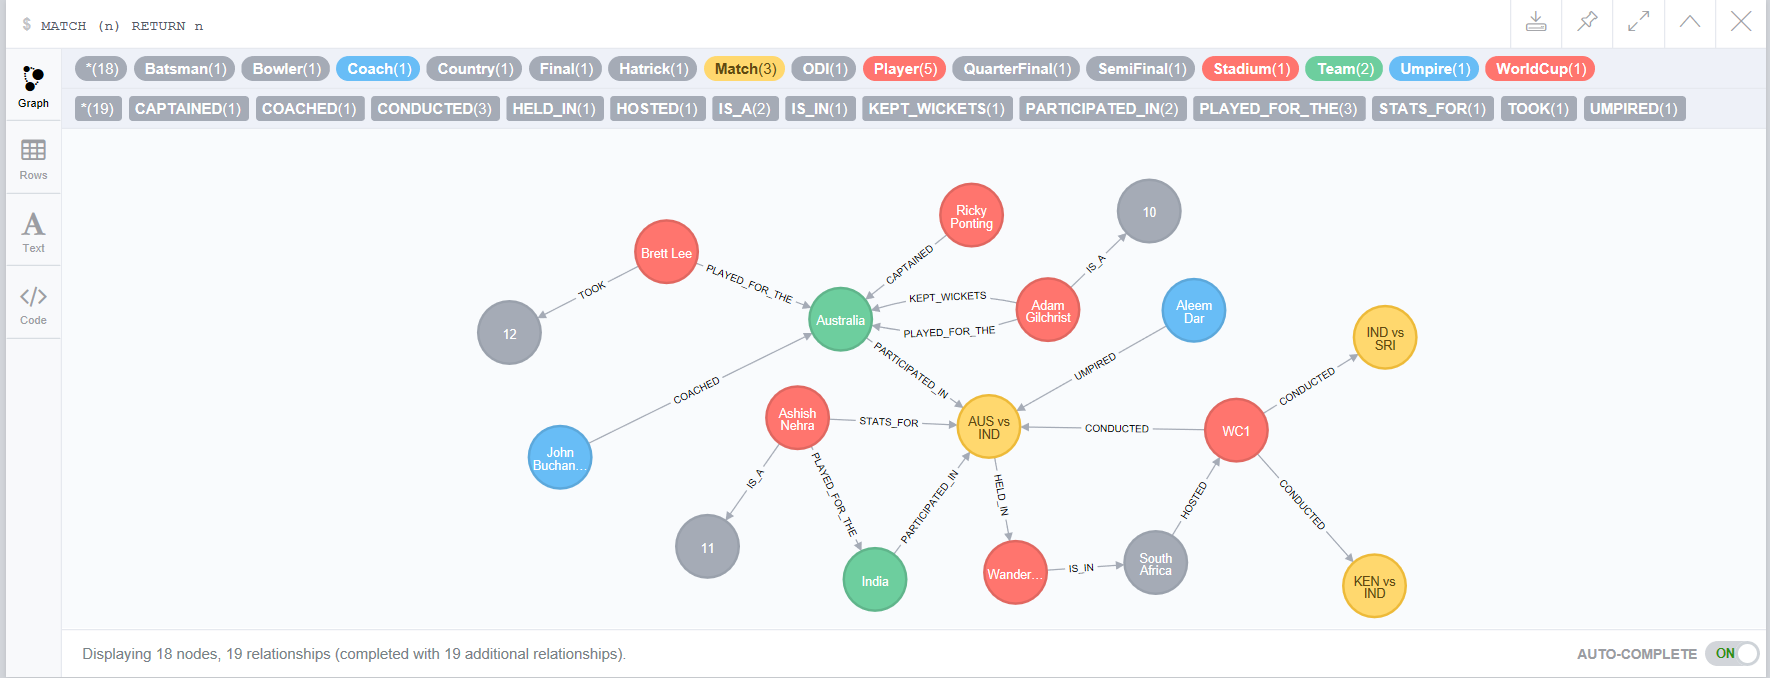 $ MATCH (n) RETURN n
Graph
Rows
A
Text
</>
Code
*(18) Batsman(1) Bowler(1) Coach(1) Country(1) Final(1) Hatrick(1) Match(3) ODI(1) Player(5) QuarterFinal(1) SemiFinal(1) Stadium(1) Team(2) Umpire(1) WorldCup(1)
*(19) CAPTAINED(1) COACHED(1) CONDUCTED(3) HELD_IN(1) HOSTED(1) IS_A(2) IS_IN(1) KEPT_WICKETS(1) PARTICIPATED_IN(2) PLAYED_FOR_THE(3) STATS_FOR(1) TOOK(1) UMPIRED(1)
Ricky
Ponting
10
Brett Lee
PLAYED_FOR_THE
CAPTAINED
IS_A
TOOK
KEPT_WICKETS
Adam
Gilchrist
Aleem
Dar
12
Australia
PLAYED_FOR_THE
IND vs
SRI
PARTICIPATED_IN
UMPIRED
COACHED
CONDUCTED
Ashish
Nehra
STATS_FOR
AUS vs
IND
CONDUCTED
WC1
John
Buchan...
IS_A
PLAYED_FOR_THE
PARTICIPATED_IN
HELD_IN
HOSTED
CONDUCTED
11
India
Wander...
IS_IN
South
Africa
KEN vs
IND
Displaying 18 nodes, 19 relationships (completed with 19 additional relationships).
AUTO-COMPLETE ON